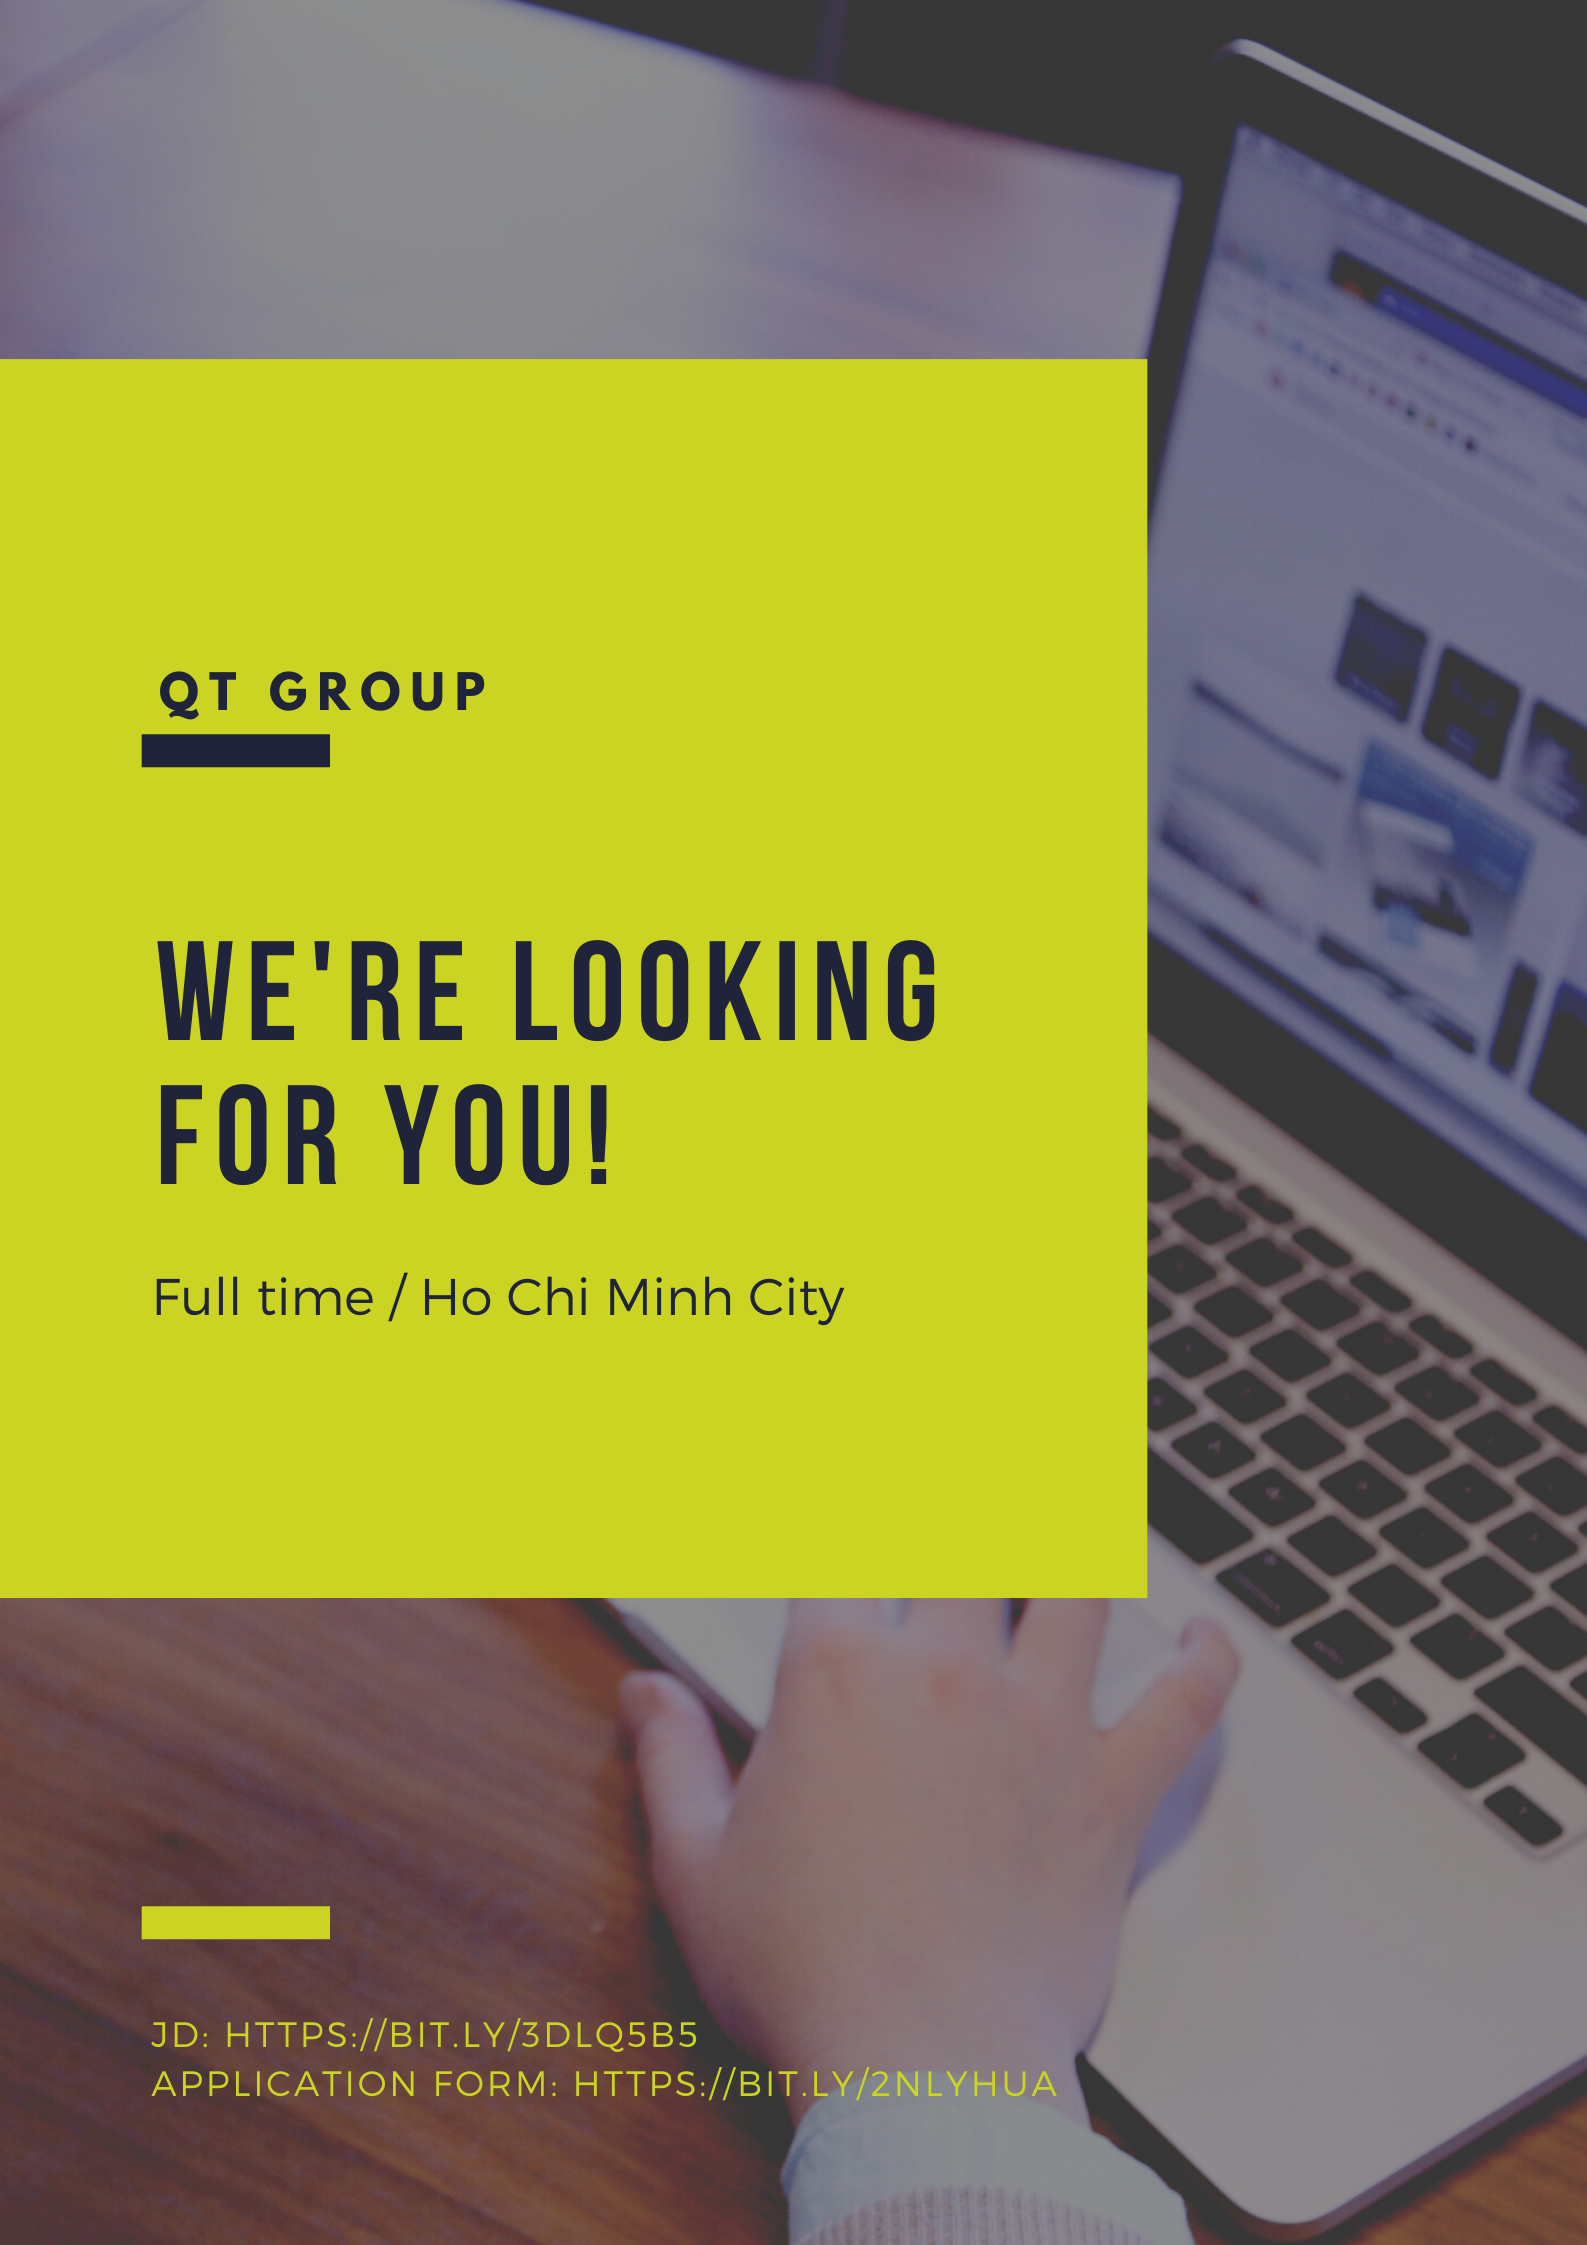 QT GROUP
WE'RE LOOKING
FOR YOU!
Full time / Ho Chi Minh City
JD: HTTPS://BIT.LY/3DLQ5B5
APPLICATION FORM: HTTPS://BIT.LY/2NLYHUA